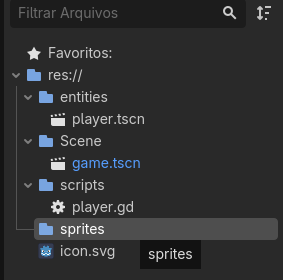 Filtrar Arquivos
Favoritos:
res://
entities
player.tscn
Scene
game.tscn
scripts
player.gd
sprites
icon.svg
sprites